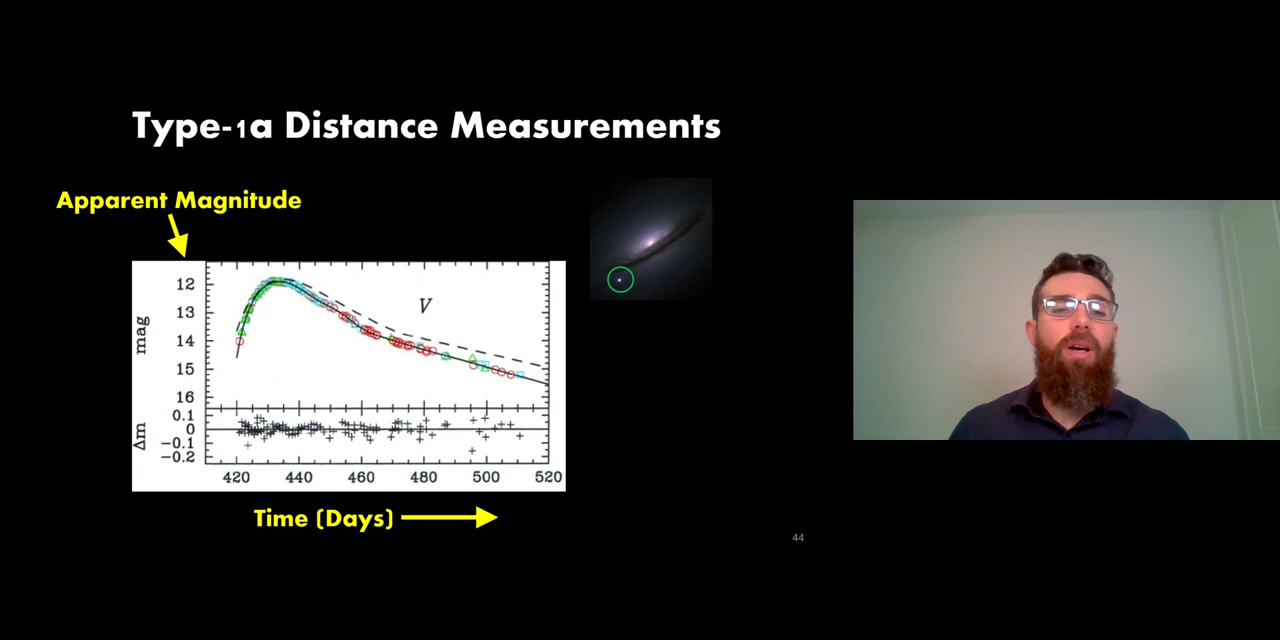 Type-1a Distance Measurements
Apparent Magnitude
V
mag
12
13
14
15
16
Δm
0.1
0
−0.1
−0.2
420 440 460 480 500 520
Time (Days)
44